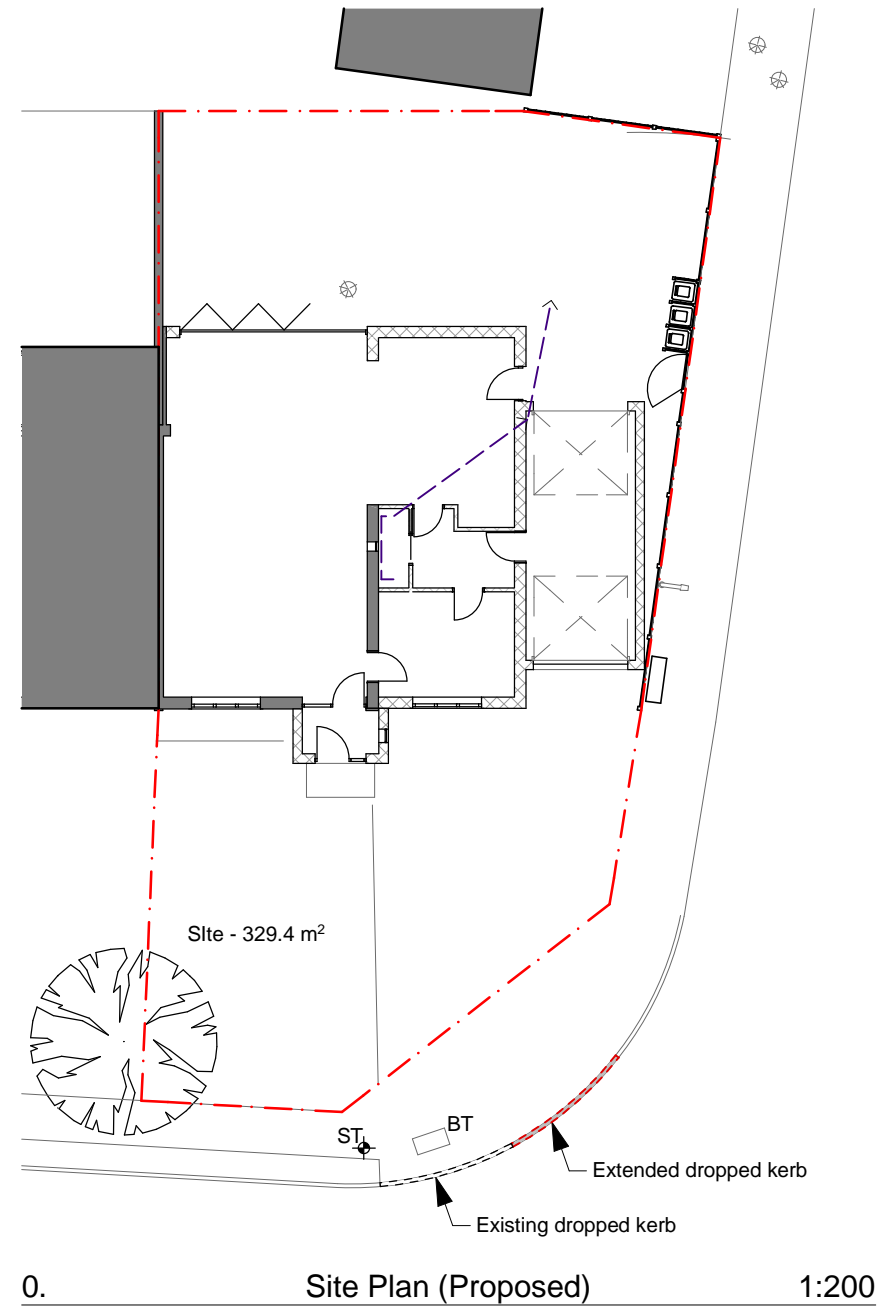 SIte - 329.4 m²
ST
BT
Extended dropped kerb
Existing dropped kerb
0. Site Plan (Proposed) 1:200